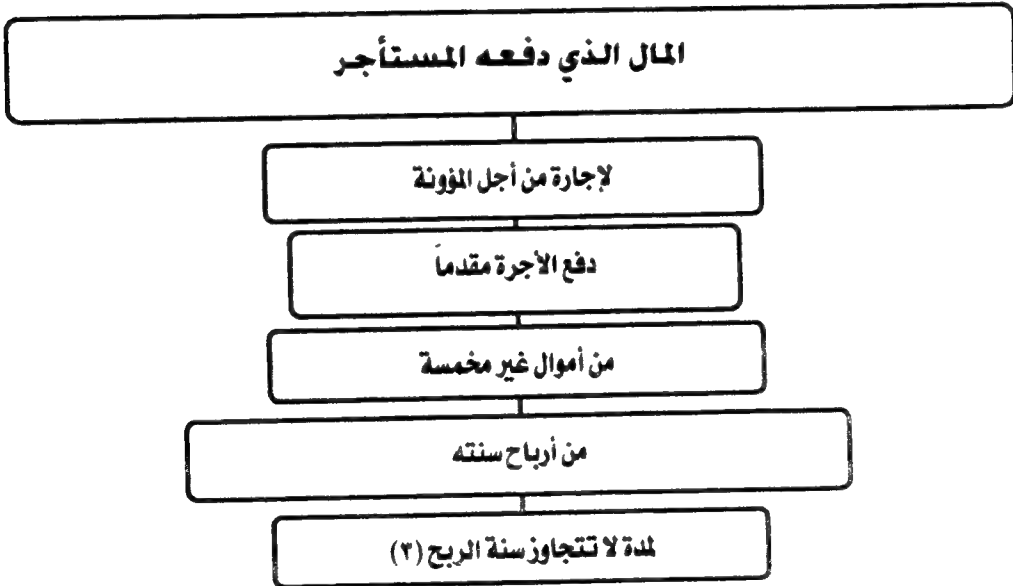 المال الذي دفعه المستأجر
لإجارة من أجل المؤونة
دفع الأجرة مقدماً
من أموال غير مخمسة
من أرباح سنته
لمدة لا تتجاوز سنة الربح (٣)